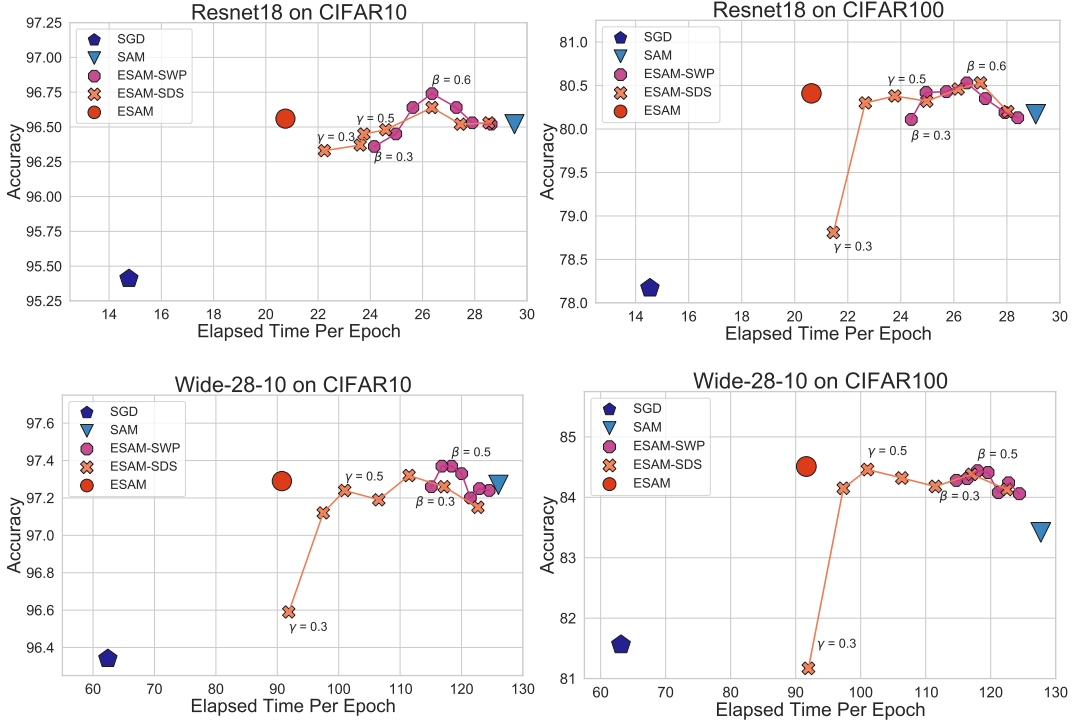 Resnet18 on CIFAR10
97.25
97.00
96.75
96.50
96.25
96.00
95.75
95.50
95.25
Accuracy
SGD
SAM
ESAM-SWP
ESAM-SDS
ESAM
β = 0.6
γ = 0.5
γ = 0.3
β = 0.3
14 16 18 20 22 24 26 28 30
Elapsed Time Per Epoch
Resnet18 on CIFAR100
81.0
80.5
80.0
79.5
79.0
78.5
78.0
Accuracy
SGD
SAM
ESAM-SWP
ESAM-SDS
ESAM
β = 0.6
γ = 0.5
β = 0.3
γ = 0.3
14 16 18 20 22 24 26 28 30
Elapsed Time Per Epoch
Wide-28-10 on CIFAR10
97.6
97.4
97.2
97.0
96.8
96.6
96.4
Accuracy
SGD
SAM
ESAM-SWP
ESAM-SDS
ESAM
β = 0.5
γ = 0.5
β = 0.3
γ = 0.3
60 70 80 90 100 110 120 130
Elapsed Time Per Epoch
Wide-28-10 on CIFAR100
85
84
83
82
81
Accuracy
SGD
SAM
ESAM-SWP
ESAM-SDS
ESAM
γ = 0.5
β = 0.5
β = 0.3
γ = 0.3
60 70 80 90 100 110 120 130
Elapsed Time Per Epoch